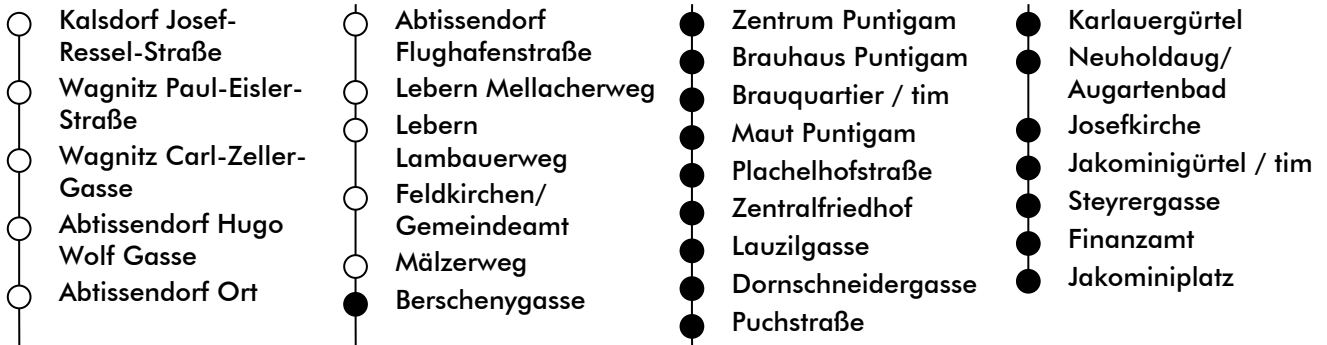 Kalsdorf Josef-
Ressel-Straße
Wagnitz Paul-Eisler-
Straße
Wagnitz Carl-Zeller-
Gasse
Abtissendorf Hugo
Wolf Gasse
Abtissendorf Ort
Abtissendorf
Flughafenstraße
Lebern Mellacherweg
Lebern
Lambauerweg
Feldkirchen/
Gemeindeamt
Mälzerweg
Berschenygasse
Zentrum Puntigam
Brauhaus Puntigam
Brauquartier / tim
Maut Puntigam
Plachelhofstraße
Zentralfriedhof
Lauzilgasse
Dornschneidergasse
Puchstraße
Karlauergürtel
Neuholdaug/
Augartenbad
Josefkirche
Jakominigürtel / tim
Steyrergasse
Finanzamt
Jakominiplatz